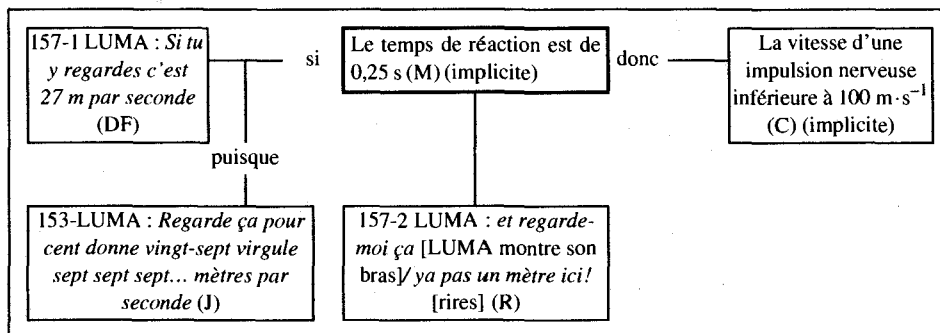 157-1 LUMA : Si tu
y regardes c'est
27 m par seconde
(DF)
si
Le temps de réaction est de
0,25 s (M) (implicite)
donc
La vitesse d'une
impulsion nerveuse
inférieure à 100 m·s⁻¹
(C) (implicite)
puisque
153-LUMA : Regarde ça pour
cent donne vingt-sept virgule
sept sept sept... mètres par
seconde (J)
157-2 LUMA : et regarde-
moi ça [LUMA montre son
bras]/ ya pas un mètre ici!
[rires] (R)